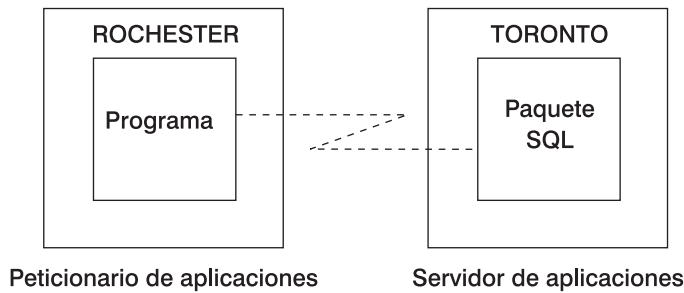 ROCHESTER
Programa
Peticionario de aplicaciones
TORONTO
Paquete
SQL
Servidor de aplicaciones